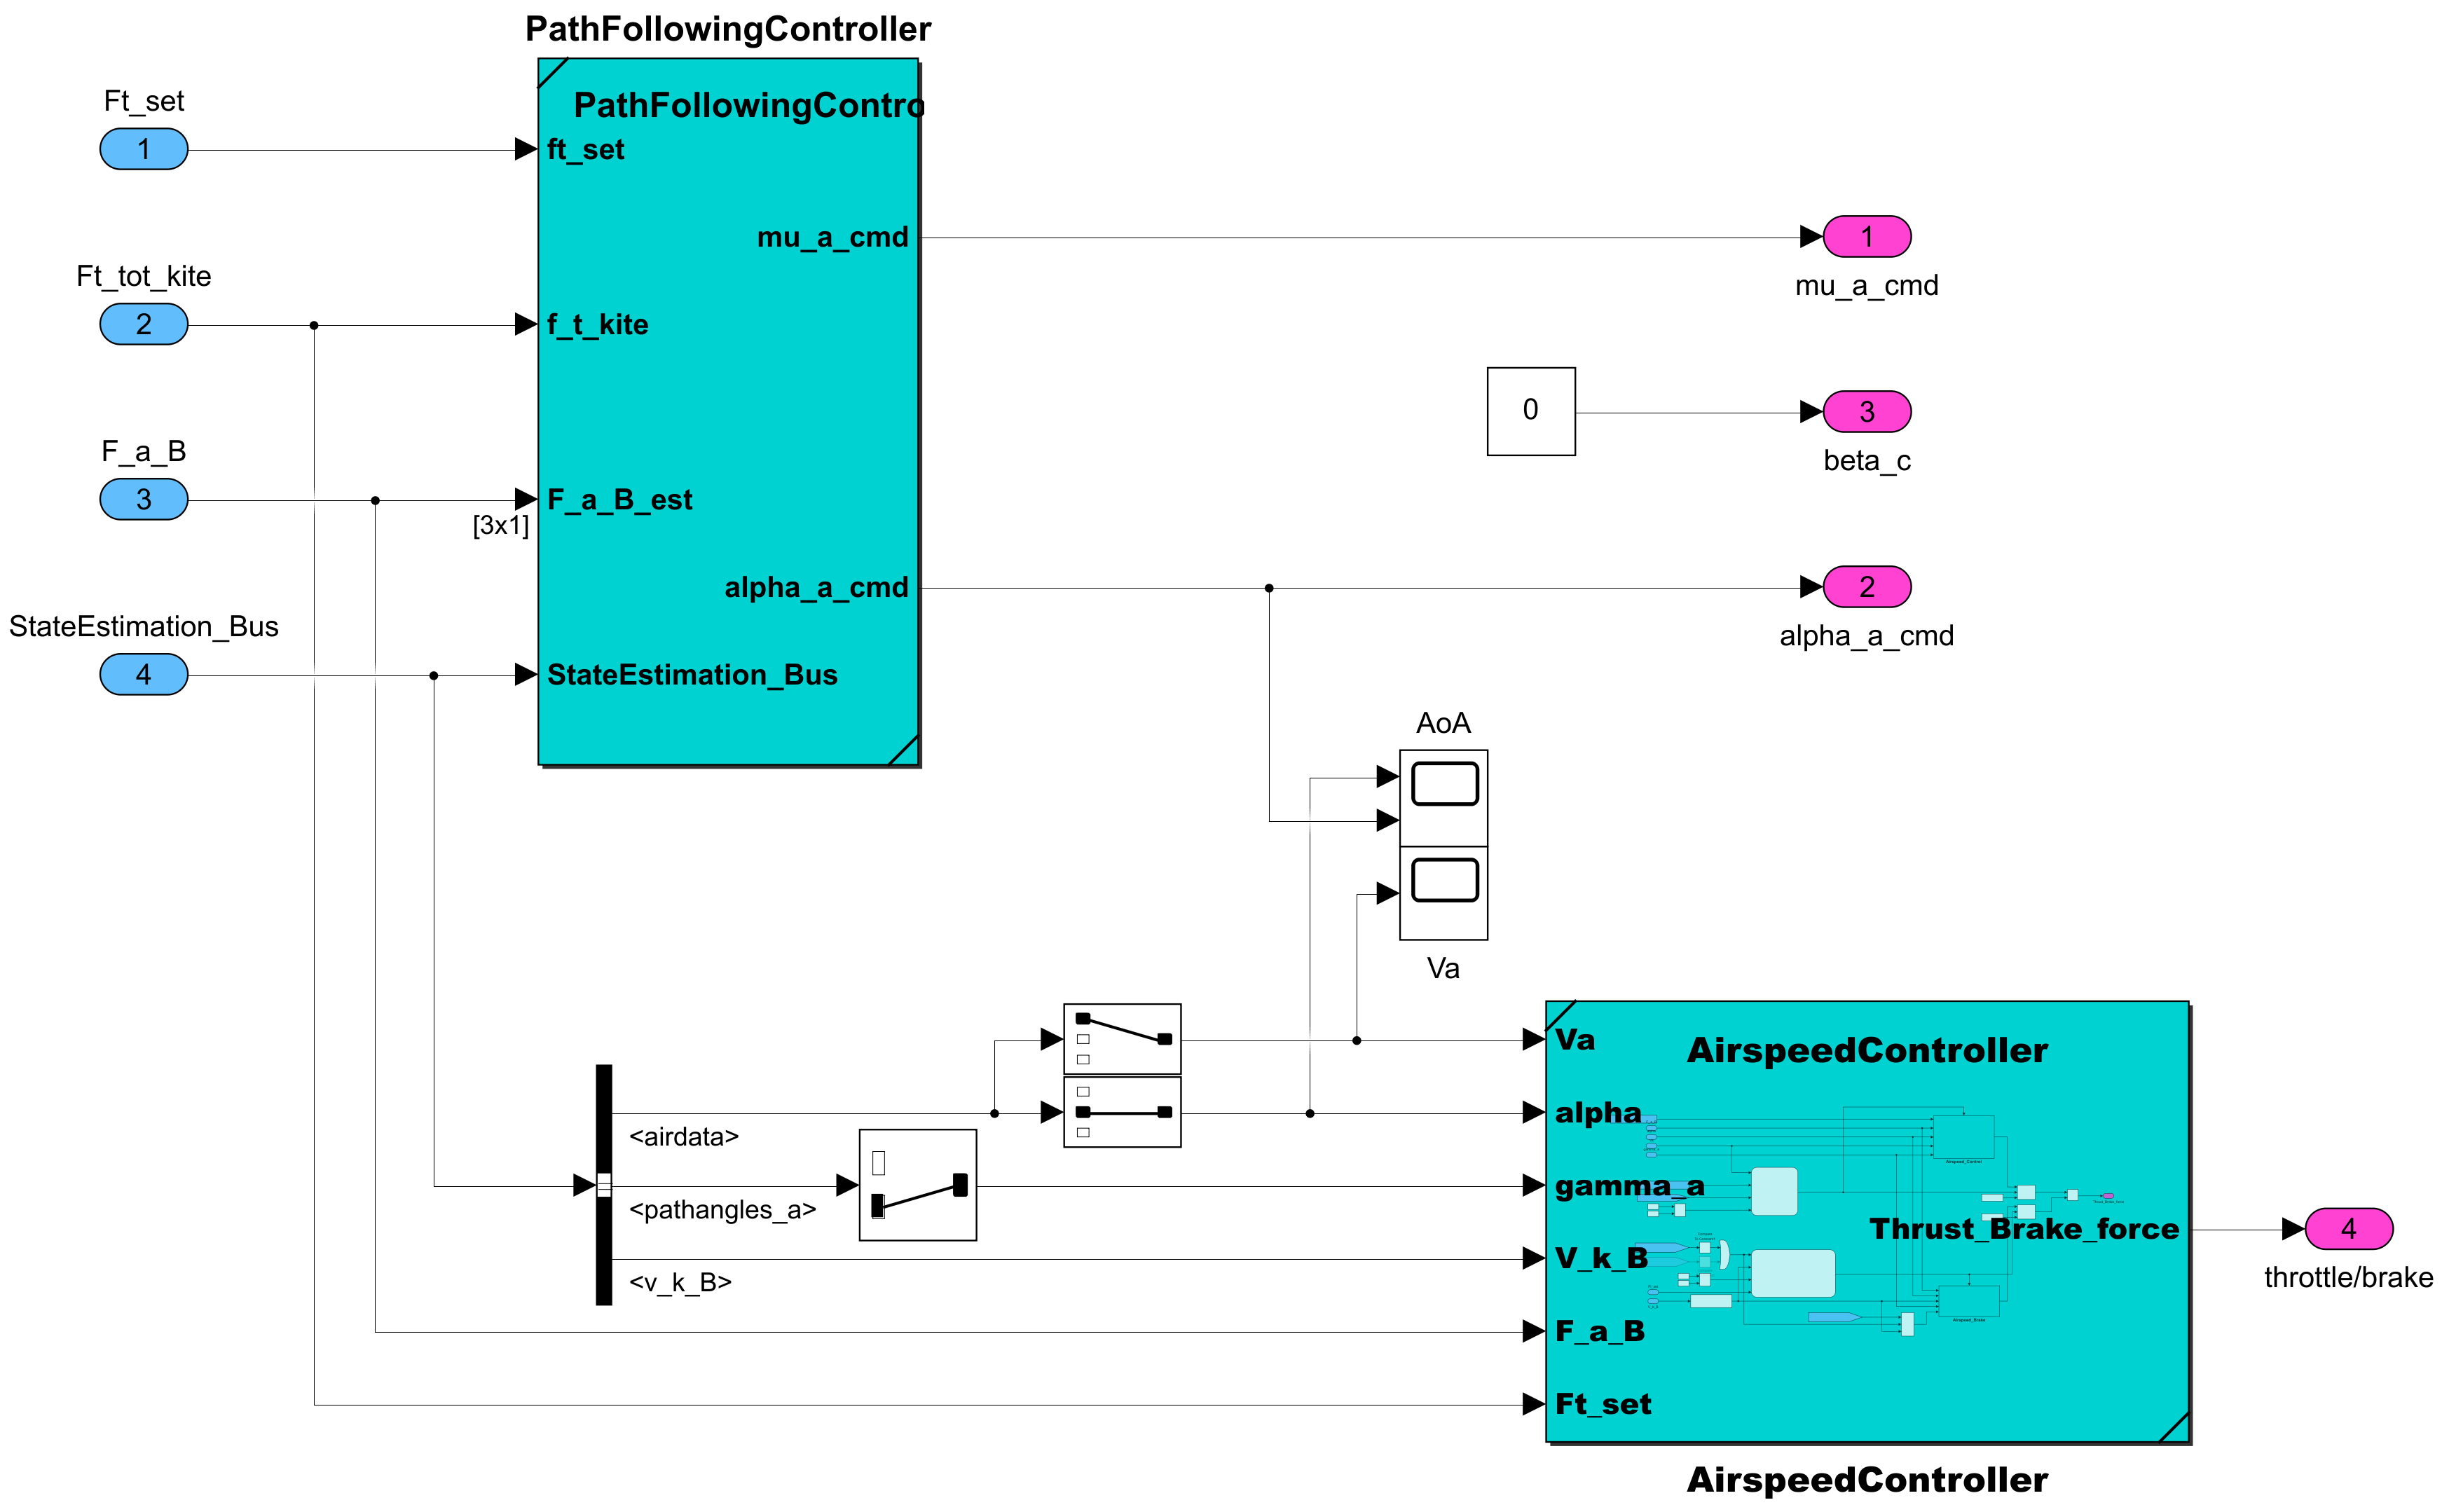 PathFollowingController
PathFollowingContro
Ft_set
1
ft_set
mu_a_cmd
1
mu_a_cmd
Ft_tot_kite
2
f_t_kite
0
3
beta_c
F_a_B
3
F_a_B_est
[3x1]
alpha_a_cmd
2
alpha_a_cmd
StateEstimation_Bus
4
StateEstimation_Bus
AoA
Va
Va
AirspeedController
alpha
<airdata>
gamma_a
<pathangles_a>
Thrust_Brake_force
4
throttle/brake
V_k_B
<v_k_B>
F_a_B
Ft_set
AirspeedController